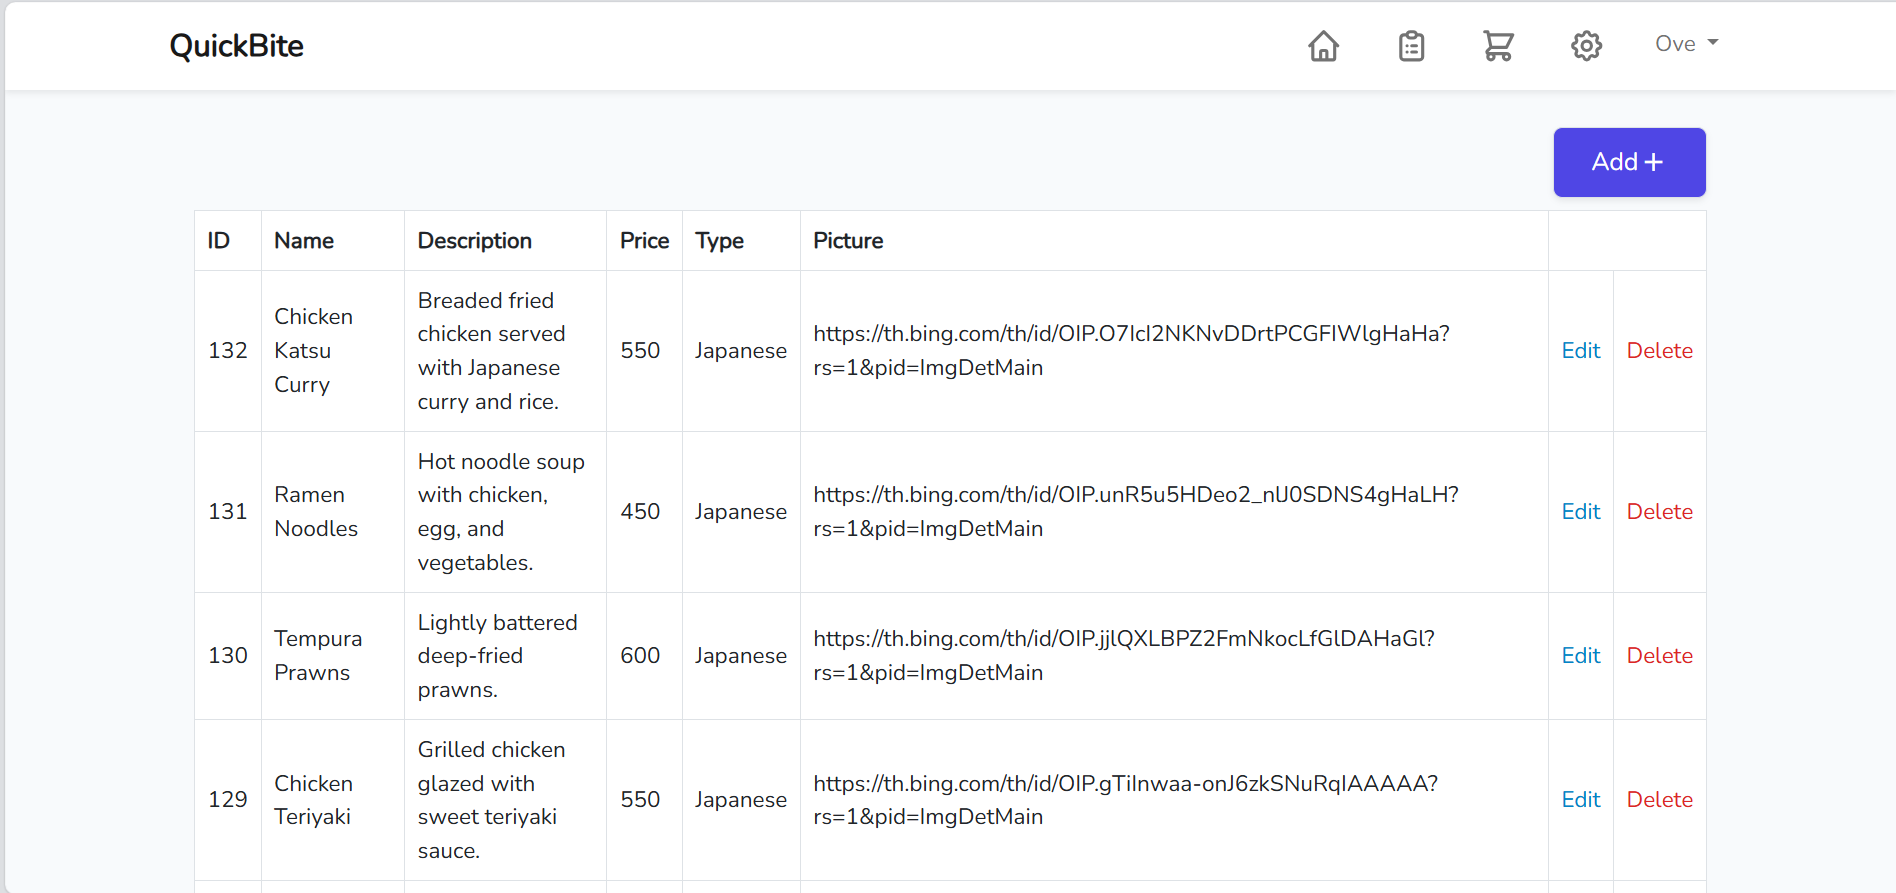 QuickBite
Ove
Add+
ID Name Description Price Type Picture
132
Chicken
Katsu
Curry
Breaded fried
chicken served
with Japanese
curry and rice.
550
Japanese
https://th.bing.com/th/id/OIP.O7IcI2NKNvDDrtPCGFIWlgHaHa?
rs=1&pid=ImgDetMain
Edit
Delete
131
Ramen
Noodles
Hot noodle soup
with chicken,
egg, and
vegetables.
450
Japanese
https://th.bing.com/th/id/OIP.unR5u5HDeo2_nlJ0SDNS4gHaLH?
rs=1&pid=ImgDetMain
Edit
Delete
130
Tempura
Prawns
Lightly battered
deep-fried
prawns.
600
Japanese
https://th.bing.com/th/id/OIP.jjlQXLBPZ2FmNkocLfGlDAHaGl?
rs=1&pid=ImgDetMain
Edit
Delete
129
Chicken
Teriyaki
Grilled chicken
glazed with
sweet teriyaki
sauce.
550
Japanese
https://th.bing.com/th/id/OIP.gTiInwaa-onJ6zkSNuRqIAAAAA?
rs=1&pid=ImgDetMain
Edit
Delete